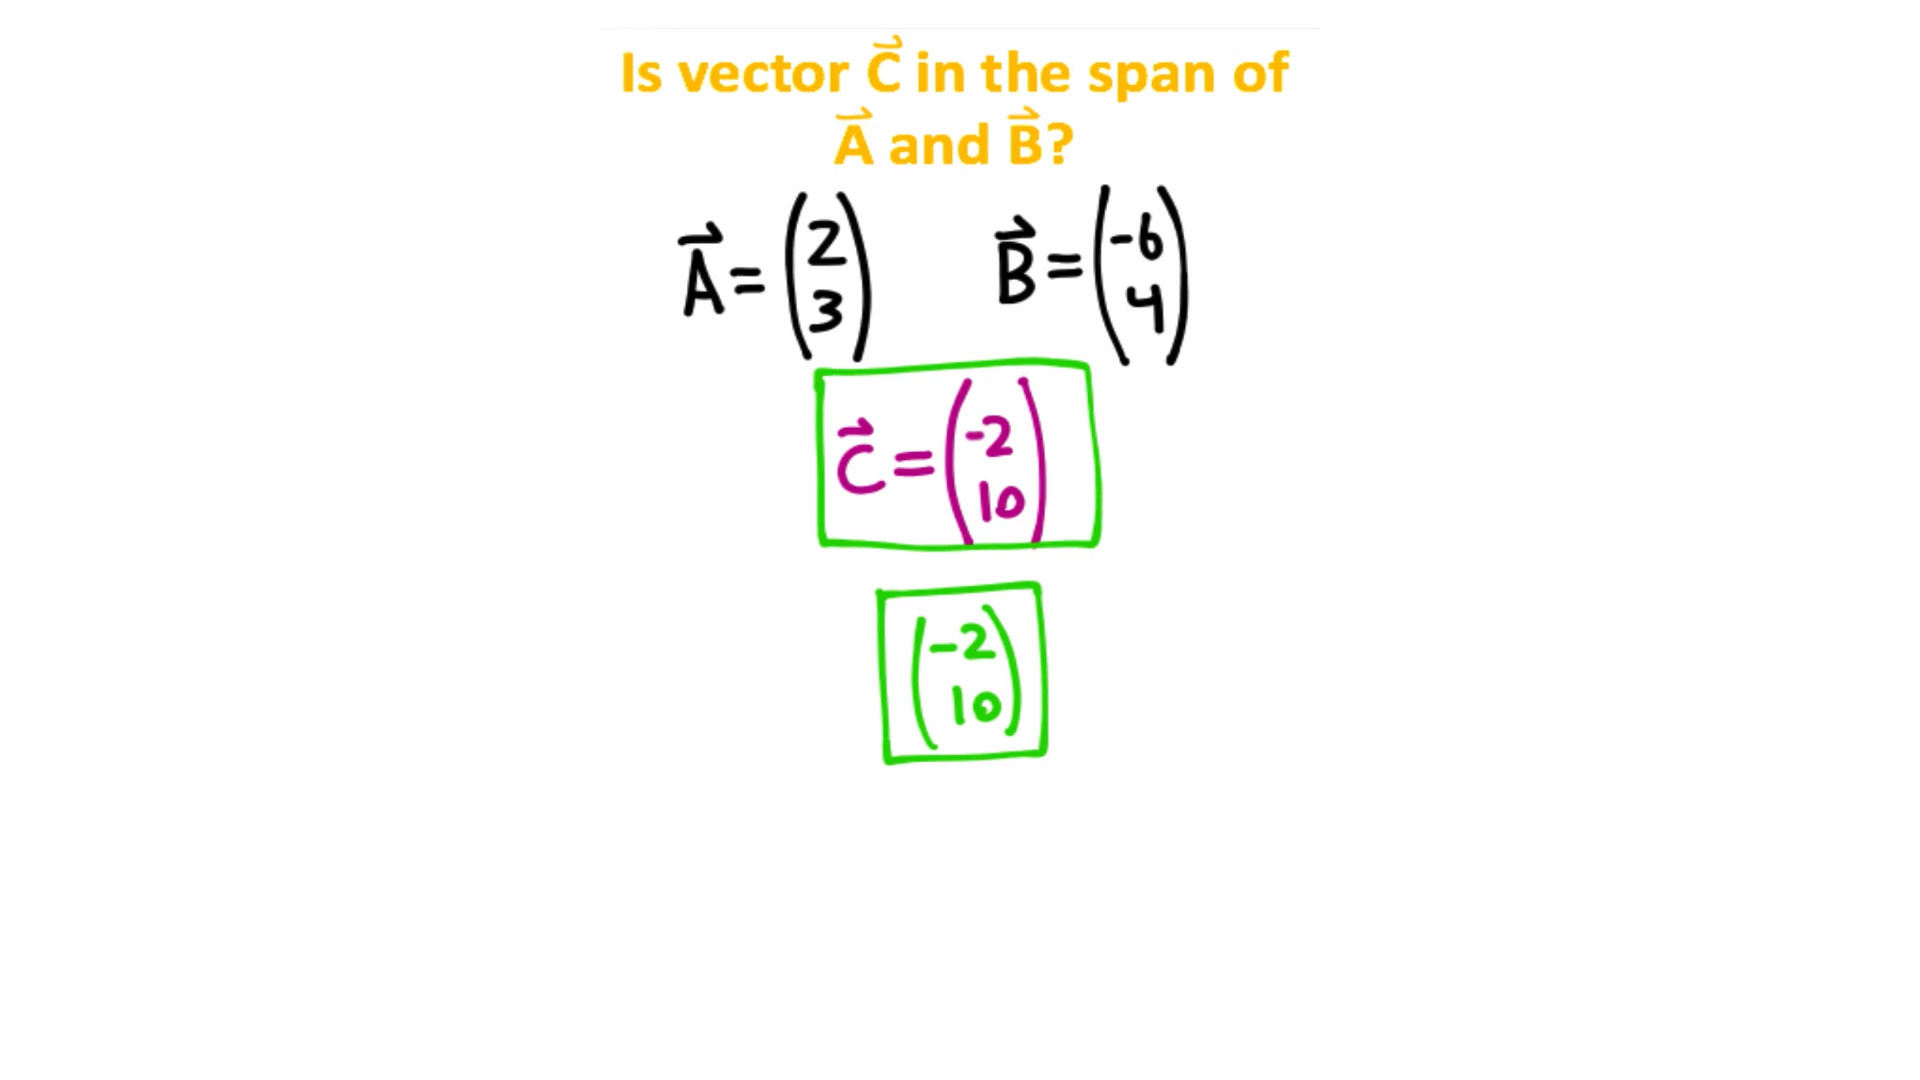 Is vector C⃗ in the span of
A⃗ and B⃗?
A⃗ = (2 3) B⃗ = (-6 4)
C⃗ = (-2 10)
(-2 10)